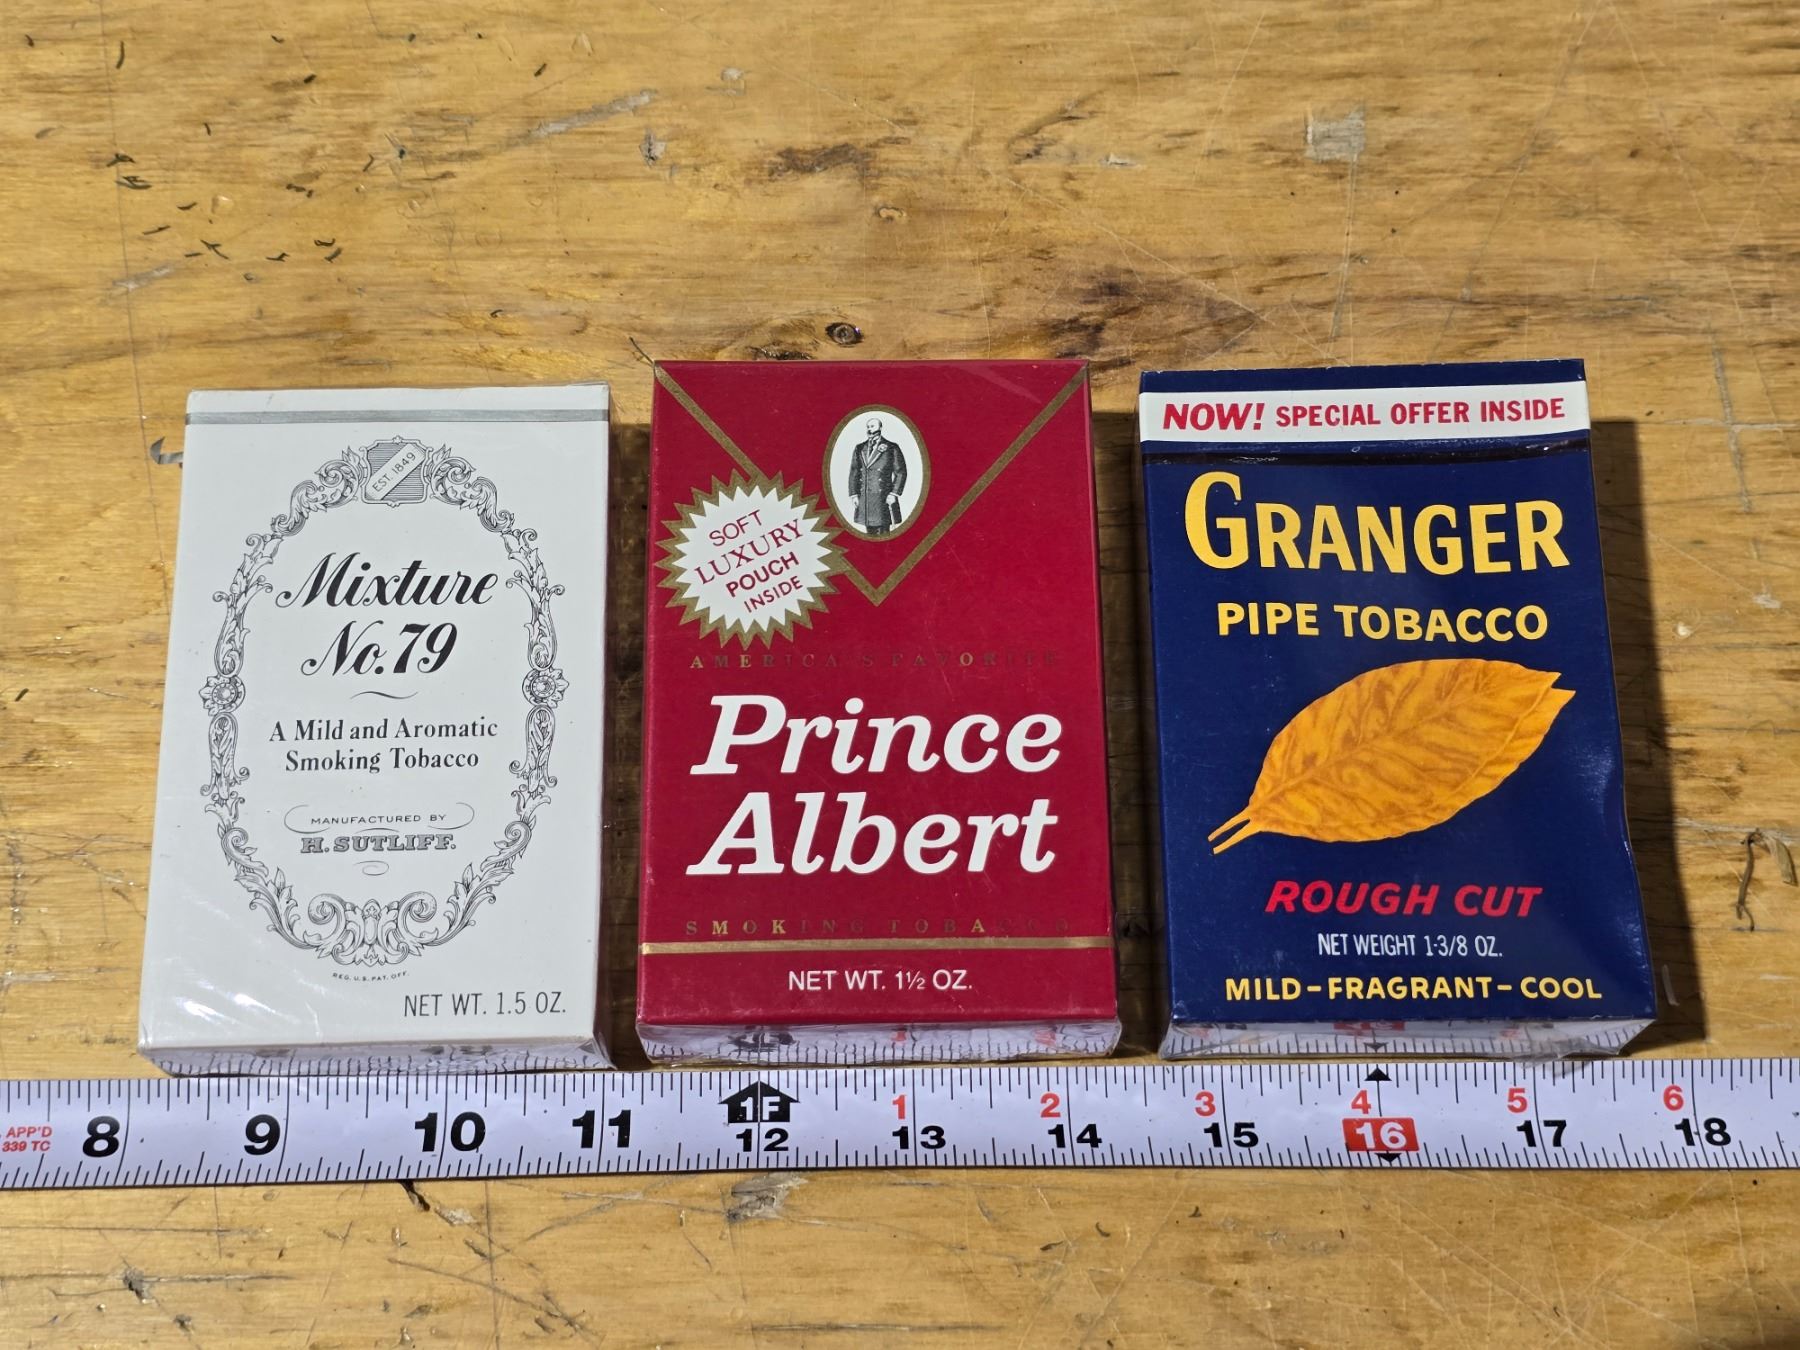 EST. 1849
Mixture
No. 79
A Mild and Aromatic
Smoking Tobacco
MANUFACTURED BY
H. SUTLIFF.
REG. U.S. PAT. OFF.
NET WT. 1.5 OZ.
SOFT
LUXURY
POUCH
INSIDE
AMERICA'S FAVORITE
Prince
Albert
SMOKING TOBACCO
NET WT. 1½ OZ.
NOW! SPECIAL OFFER INSIDE
GRANGER
PIPE TOBACCO
ROUGH CUT
NET WEIGHT 1-3/8 OZ.
MILD-FRAGRANT-COOL
1F 1 2 3 4 5 6
APP'D
339 TC
8 9 10 11 12 13 14 15 16 17 18